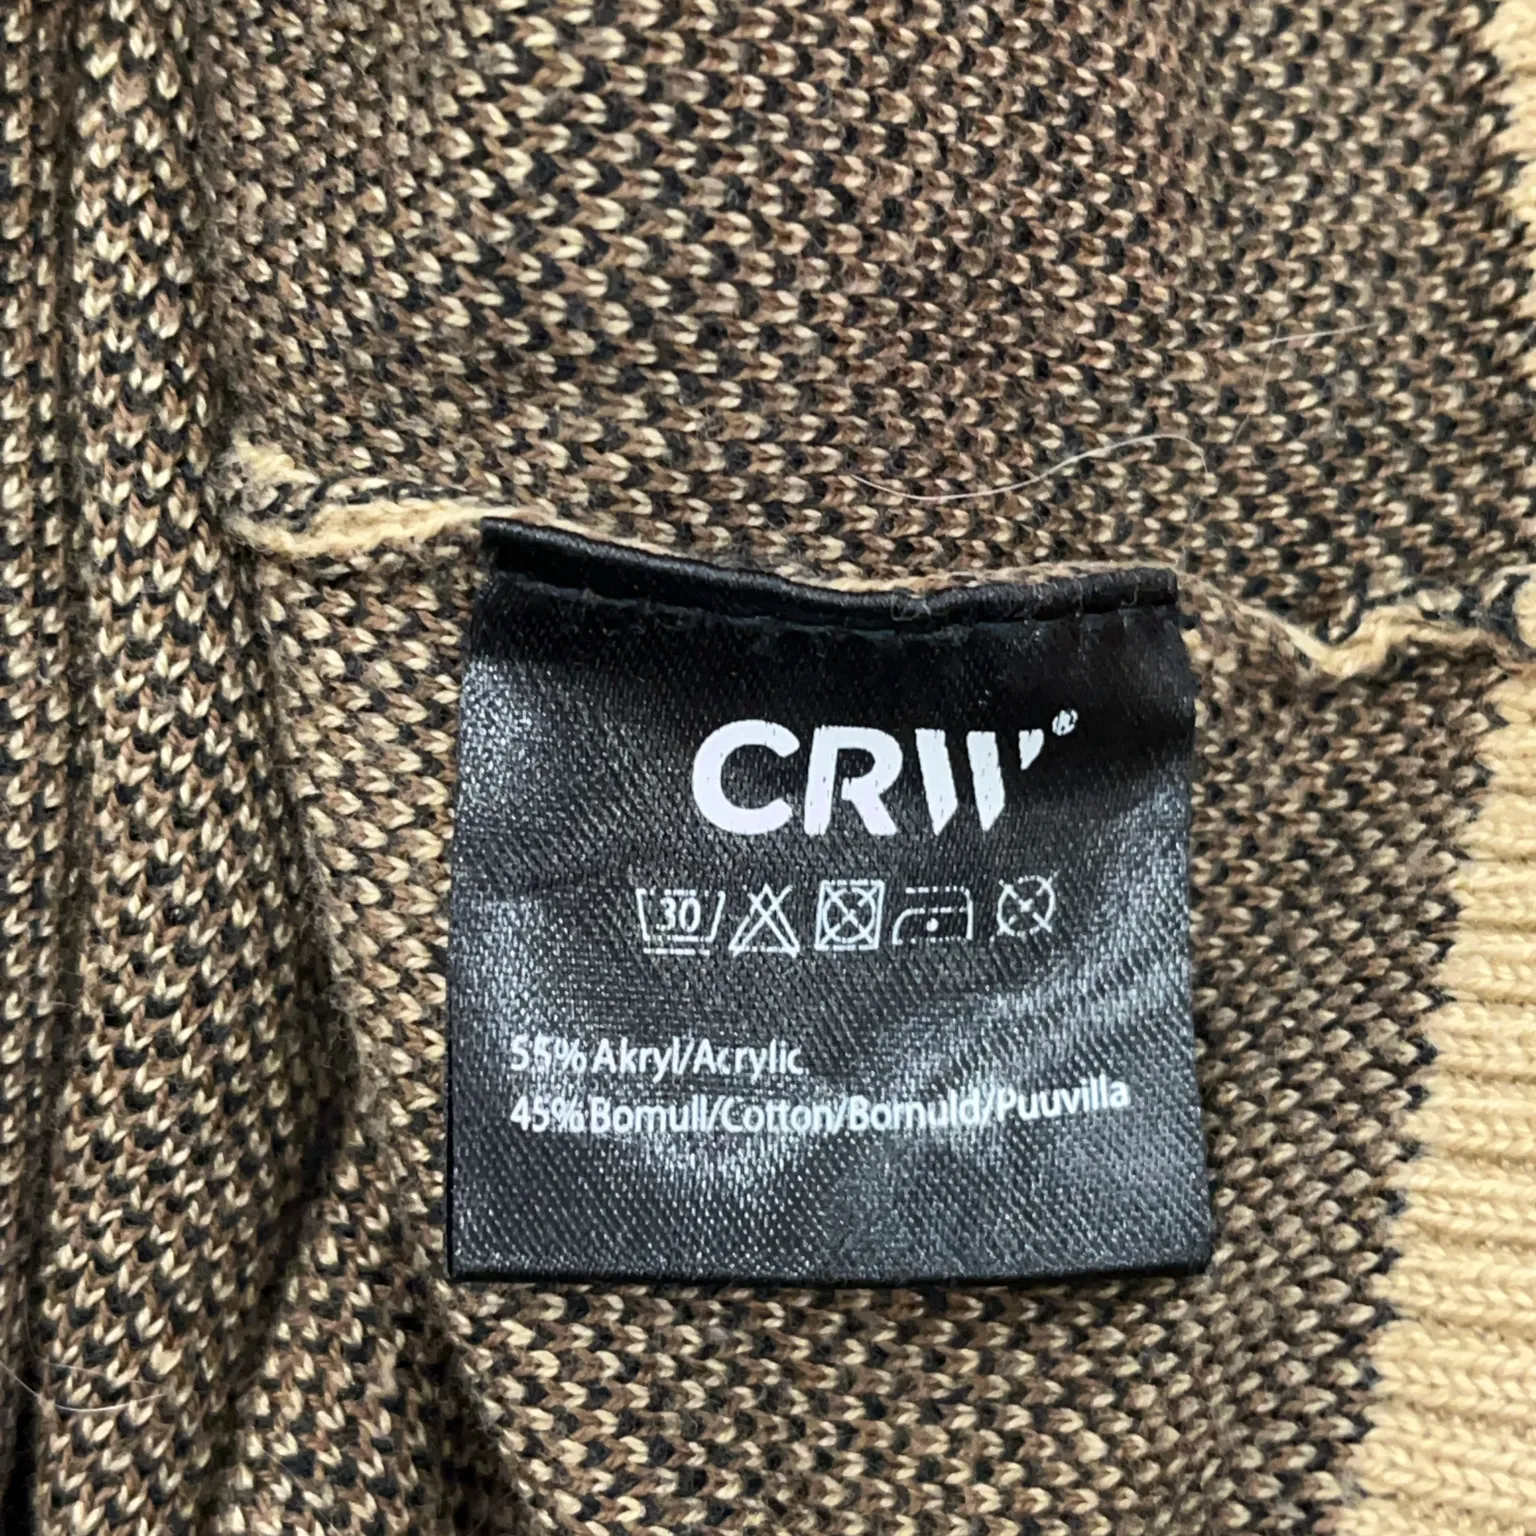 CRW®
30
55% Akryl/Acrylic
45% Bomull/Cotton/Bomuld/Puuvilla